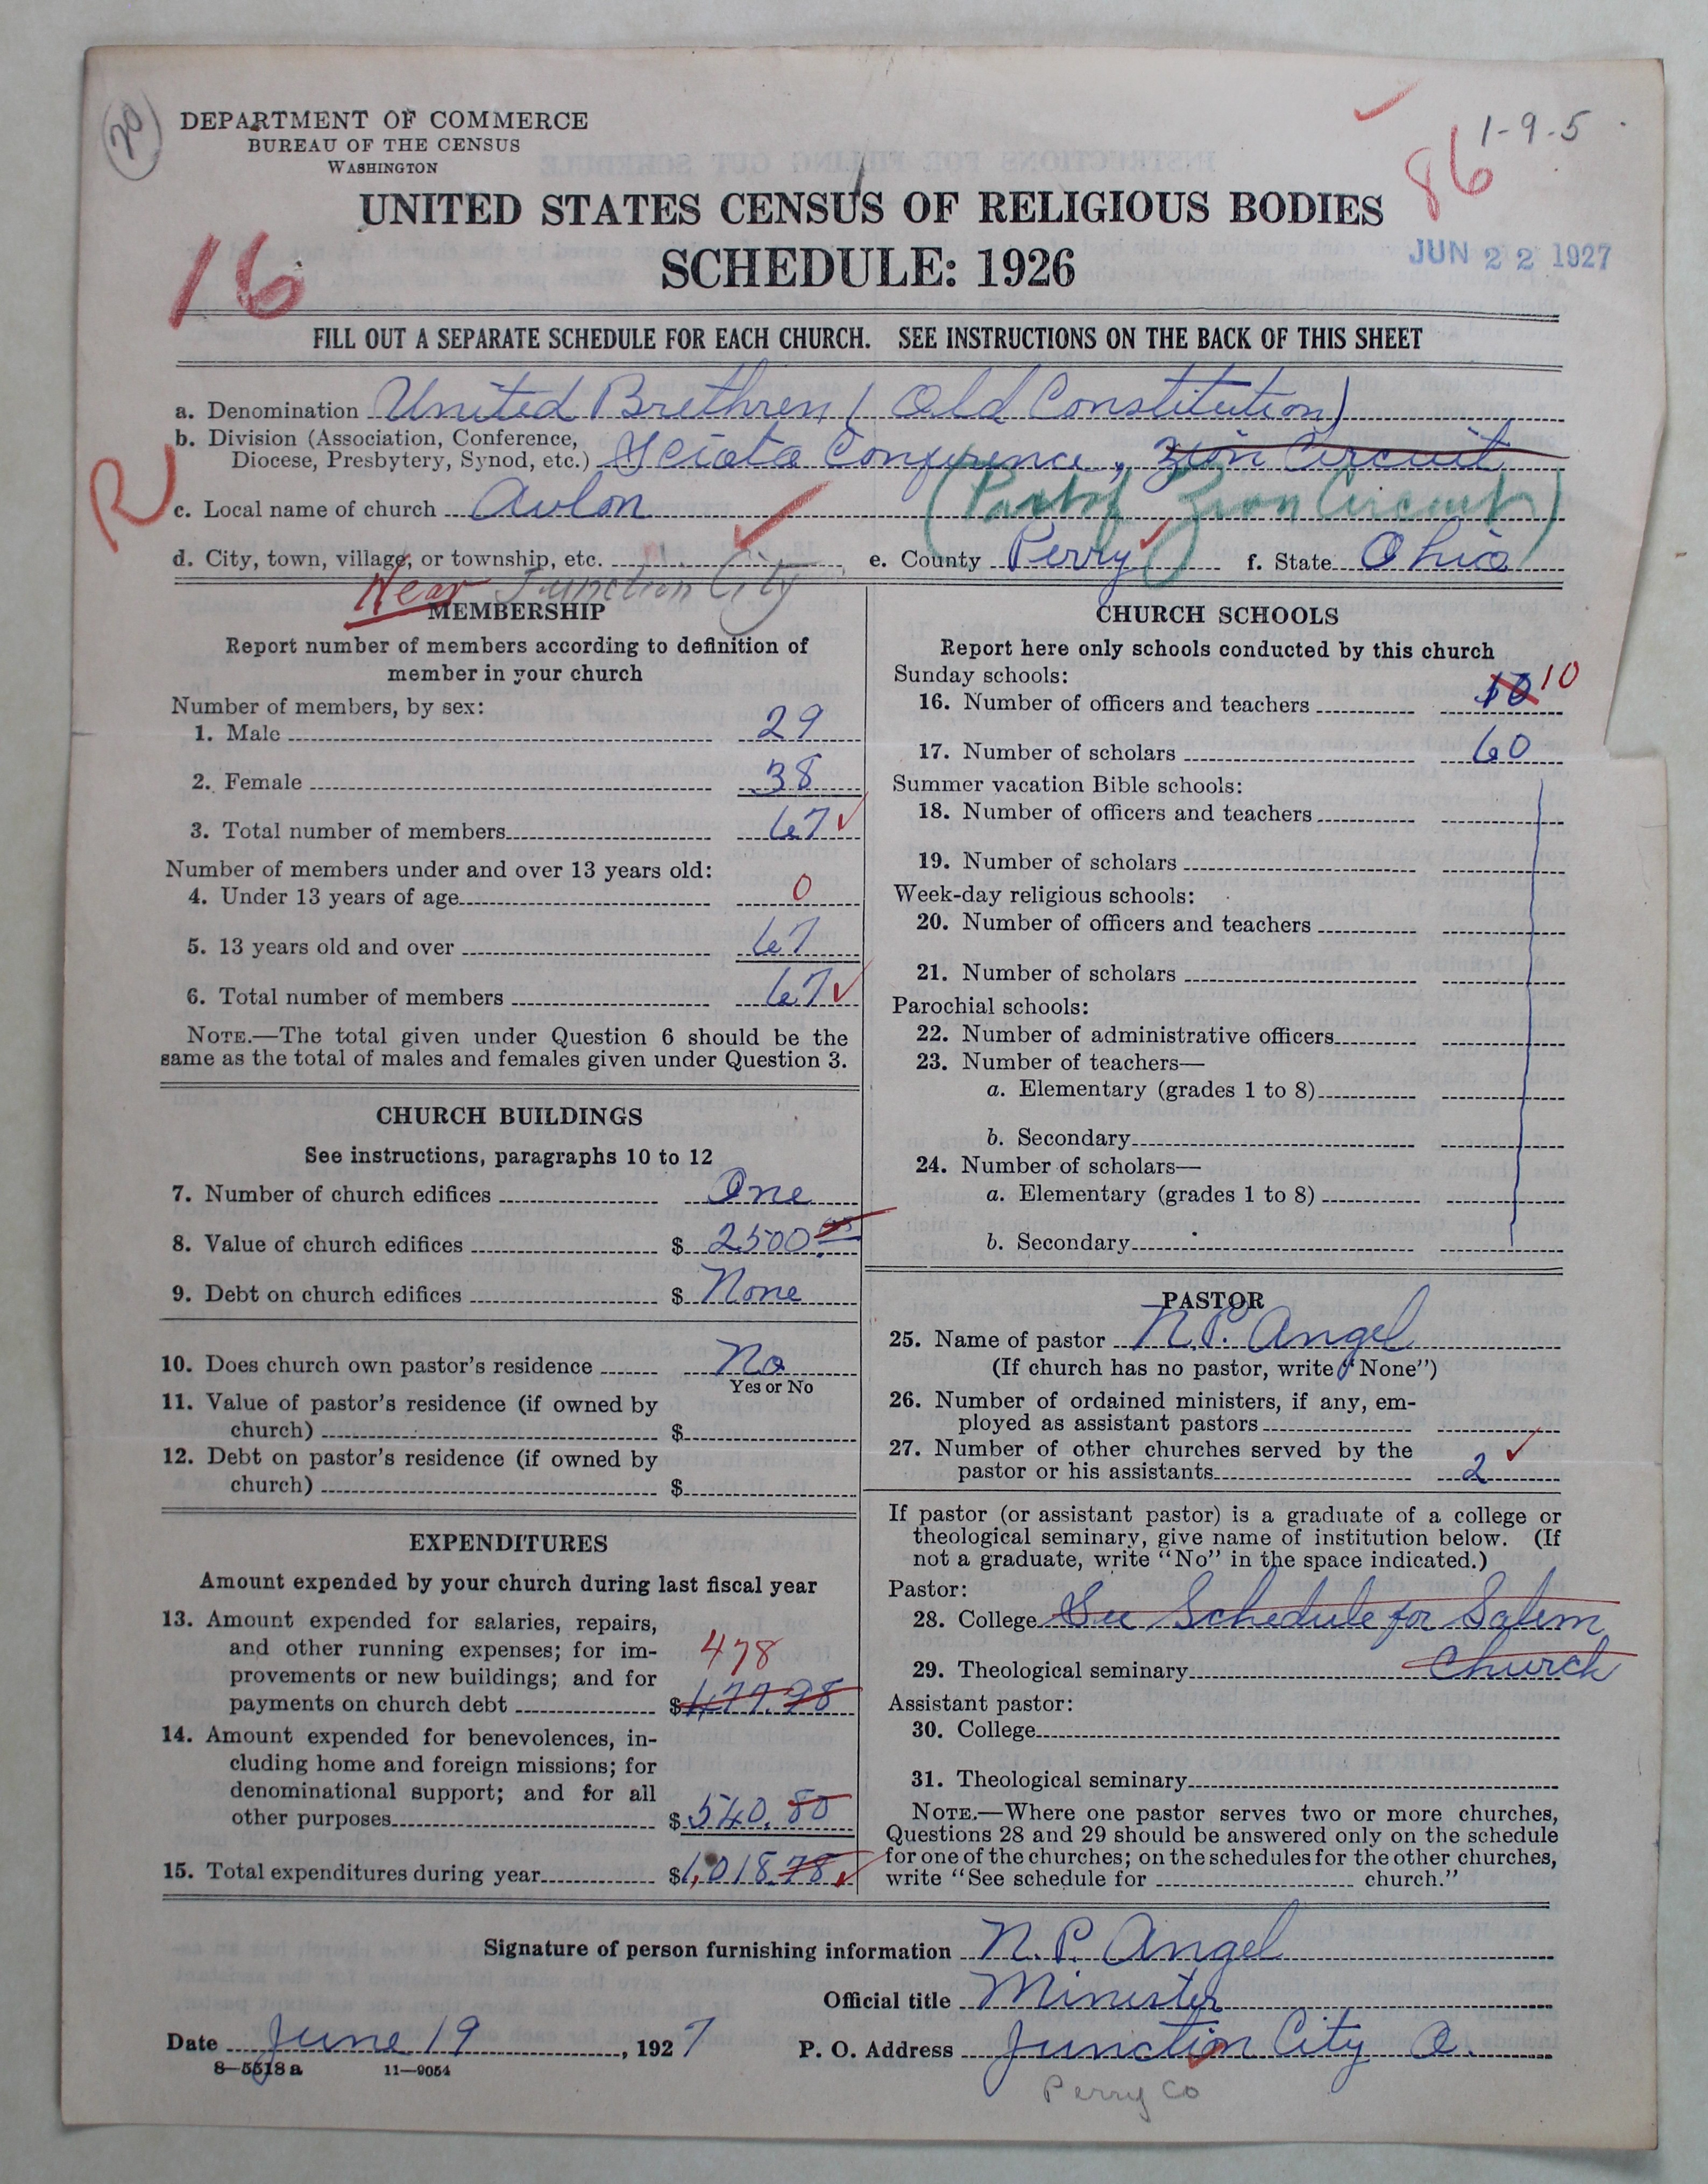 20
DEPARTMENT OF COMMERCE
BUREAU OF THE CENSUS
WASHINGTON
1-9-5
86
UNITED STATES CENSUS OF RELIGIOUS BODIES
SCHEDULE: 1926
JUN 22 1927
16
FILL OUT A SEPARATE SCHEDULE FOR EACH CHURCH. SEE INSTRUCTIONS ON THE BACK OF THIS SHEET
a. Denomination United Brethren (Old Constitution)
b. Division (Association, Conference,
Diocese, Presbytery, Synod, etc.) Sciota Conference, Zion Circuit
R
c. Local name of church Avlon (Part of Zion Circuit)
d. City, town, village, or township, etc. e. County Perry f. State Ohio
Near Junction City
MEMBERSHIP
Report number of members according to definition of
member in your church
Number of members, by sex:
1. Male 29
2. Female 38
3. Total number of members 67
Number of members under and over 13 years old:
4. Under 13 years of age 0
5. 13 years old and over 67
6. Total number of members 67
NOTE.—The total given under Question 6 should be the
same as the total of males and females given under Question 3.
CHURCH BUILDINGS
See instructions, paragraphs 10 to 12
7. Number of church edifices One
8. Value of church edifices $ 2500.
9. Debt on church edifices $ None
10. Does church own pastor's residence No
Yes or No
11. Value of pastor's residence (if owned by
church) $
12. Debt on pastor's residence (if owned by
church) $
EXPENDITURES
Amount expended by your church during last fiscal year
13. Amount expended for salaries, repairs,
and other running expenses; for im-
provements or new buildings; and for
payments on church debt $ 477.98
478
14. Amount expended for benevolences, in-
cluding home and foreign missions; for
denominational support; and for all
other purposes $ 540.80
15. Total expenditures during year $1,018.78
CHURCH SCHOOLS
Report here only schools conducted by this church
Sunday schools:
16. Number of officers and teachers 10 10
17. Number of scholars 60
Summer vacation Bible schools:
18. Number of officers and teachers
19. Number of scholars
Week-day religious schools:
20. Number of officers and teachers
21. Number of scholars
Parochial schools:
22. Number of administrative officers
23. Number of teachers—
a. Elementary (grades 1 to 8)
b. Secondary
24. Number of scholars—
a. Elementary (grades 1 to 8)
b. Secondary
PASTOR
25. Name of pastor N. P. Angel
(If church has no pastor, write "None")
26. Number of ordained ministers, if any, em-
ployed as assistant pastors
27. Number of other churches served by the
pastor or his assistants 2
If pastor (or assistant pastor) is a graduate of a college or
theological seminary, give name of institution below. (If
not a graduate, write "No" in the space indicated.)
Pastor:
28. College See Schedule for Salem
29. Theological seminary Church
Assistant pastor:
30. College
31. Theological seminary
NOTE.—Where one pastor serves two or more churches,
Questions 28 and 29 should be answered only on the schedule
for one of the churches; on the schedules for the other churches,
write "See schedule for church."
Signature of person furnishing information N. P. Angel
Official title Minister
Date June 19, 1927 P. O. Address Junction City O.
8—5518a 11—9054
Perry Co